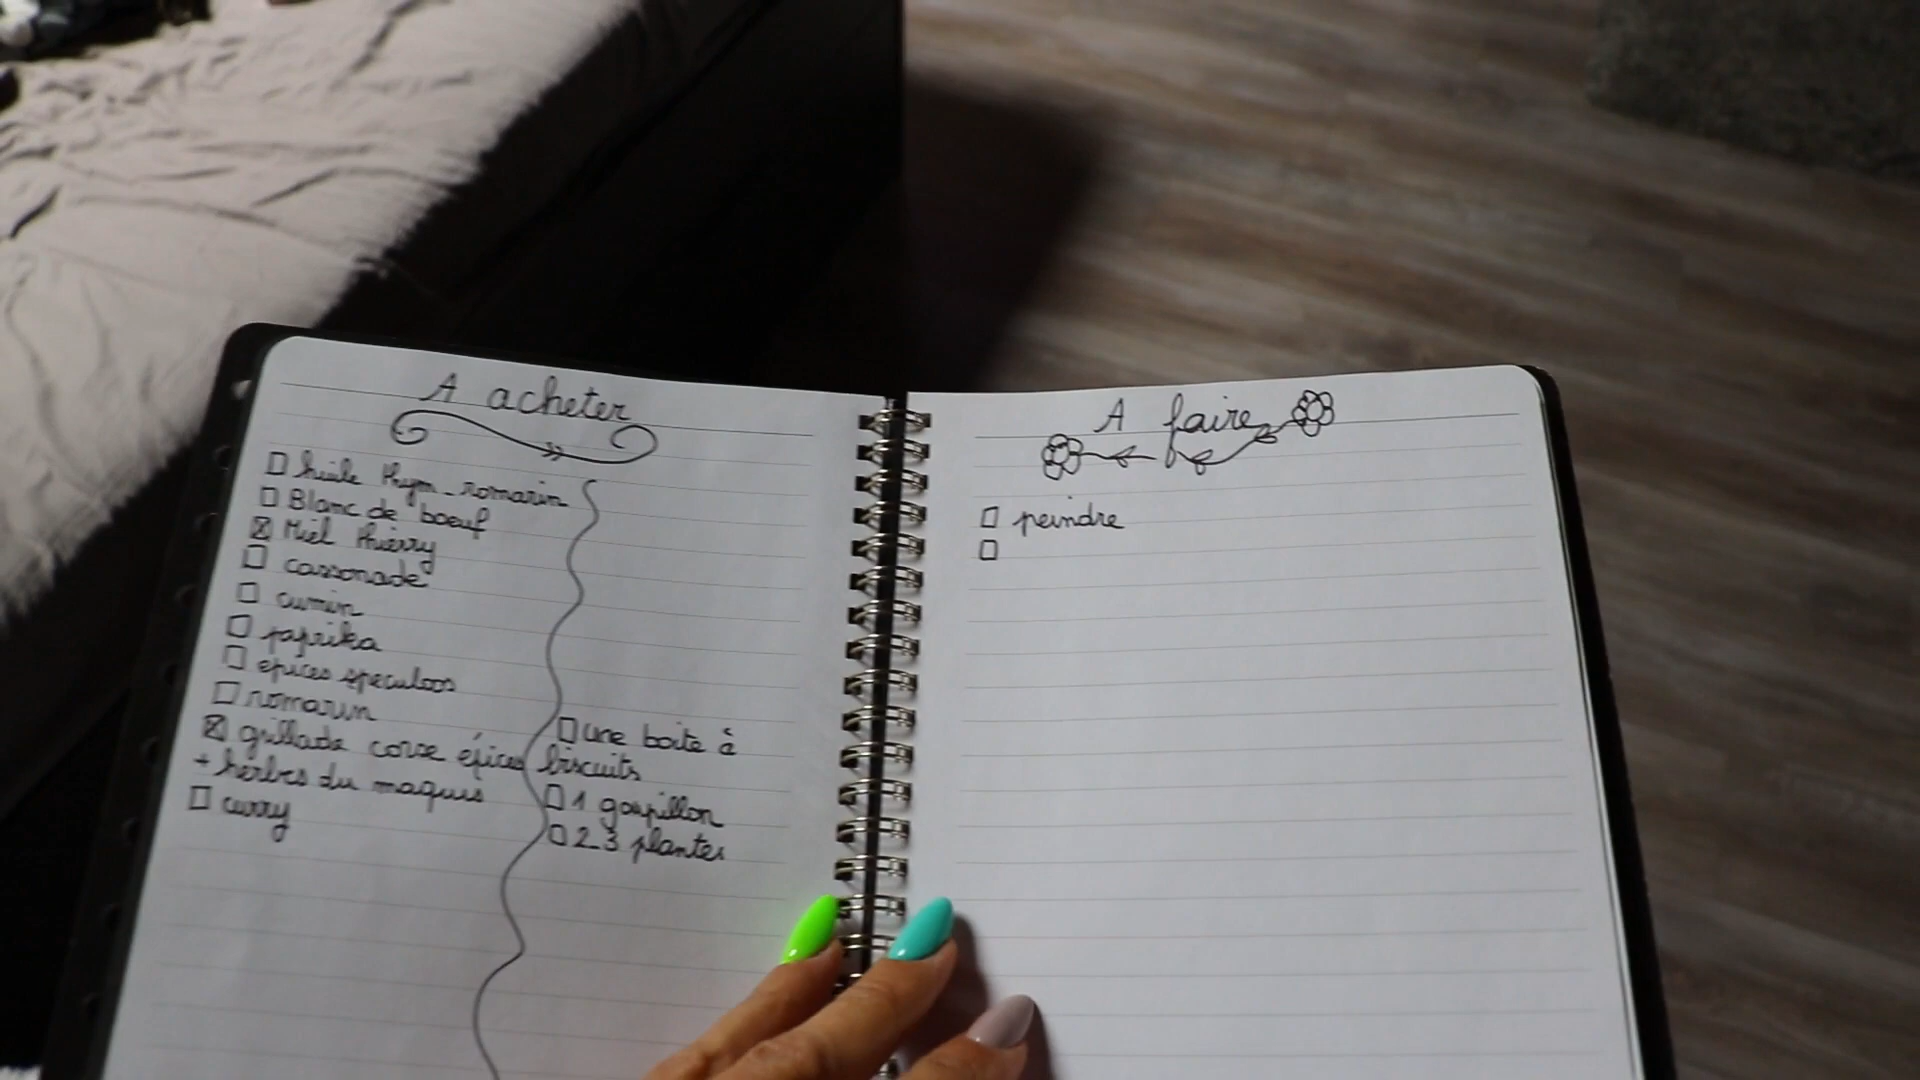 A acheter
huile thym-romarin
Blanc de boeuf
Miel thierry
cassonade
cumin
paprika
epices speculoos
romarin
grillade corse épices
+ herbes du maquis
curry
une boite à
biscuits
1 goupillon
2-3 plantes
A faire
peindre